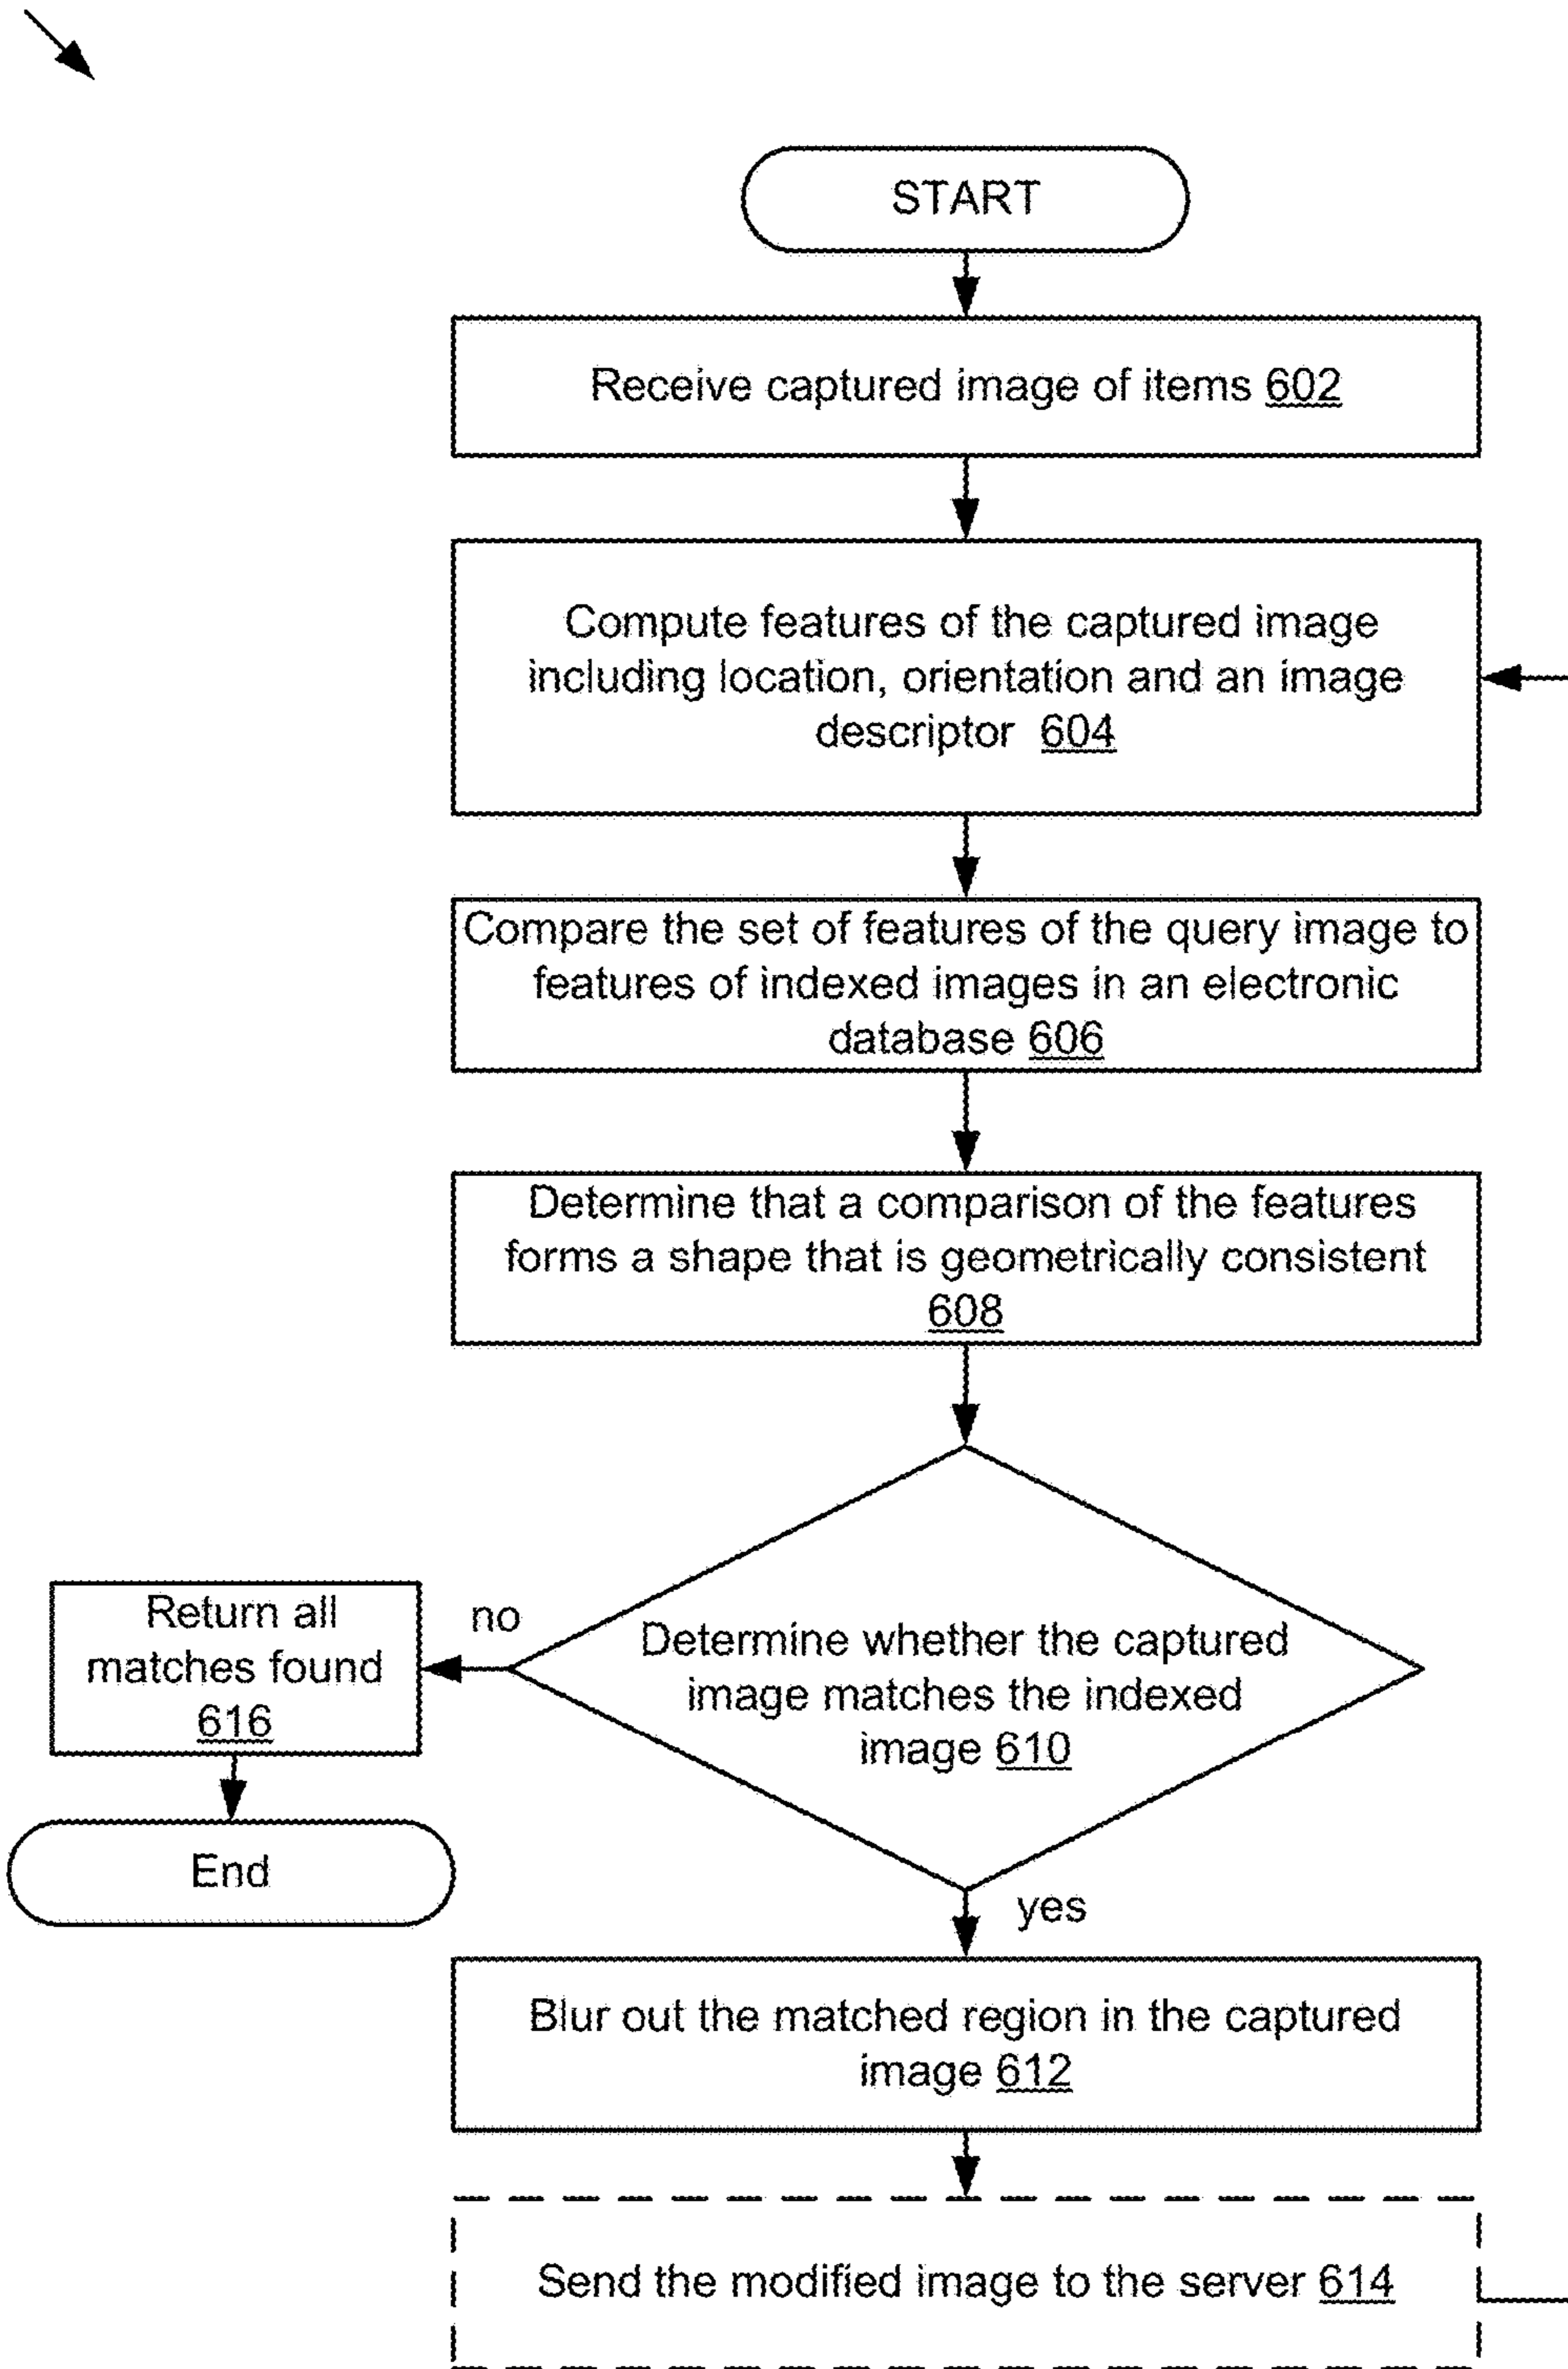 START
Receive captured image of items 602
Compute features of the captured image
including location, orientation and an image
descriptor 604
Compare the set of features of the query image to
features of indexed images in an electronic
database 606
Determine that a comparison of the features
forms a shape that is geometrically consistent
608
Determine whether the captured
image matches the indexed
image 610
no
Return all
matches found
616
End
yes
Blur out the matched region in the captured
image 612
Send the modified image to the server 614